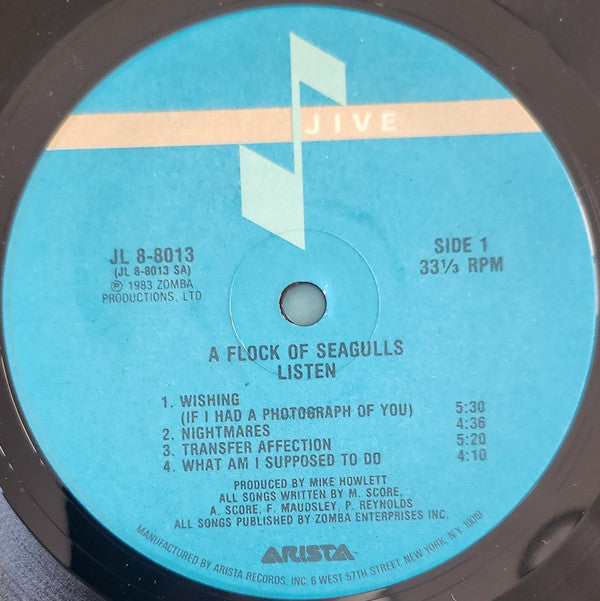 JIVE
JL 8-8013
(JL 8-8013 SA)
℗ 1983 ZOMBA
PRODUCTIONS, LTD.
SIDE 1
33⅓ RPM
A FLOCK OF SEAGULLS
LISTEN
1. WISHING
(IF I HAD A PHOTOGRAPH OF YOU) 5:30
2. NIGHTMARES 4:36
3. TRANSFER AFFECTION 5:20
4. WHAT AM I SUPPOSED TO DO 4:10
PRODUCED BY MIKE HOWLETT
ALL SONGS WRITTEN BY M. SCORE,
A. SCORE, F. MAUDSLEY, P. REYNOLDS
ALL SONGS PUBLISHED BY ZOMBA ENTERPRISES INC.
ARISTA
MANUFACTURED BY ARISTA RECORDS, INC. 6 WEST 57TH STREET, NEW YORK, N.Y. 10019